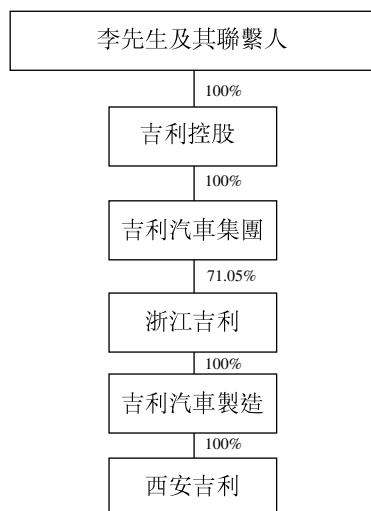 李先生及其聯繫人
100%
吉利控股
100%
吉利汽車集團
71.05%
浙江吉利
100%
吉利汽車製造
100%
西安吉利